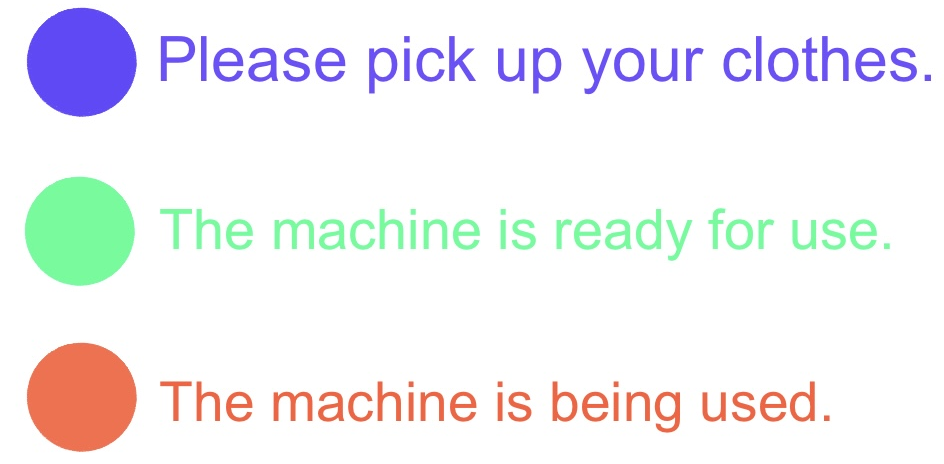 Please pick up your clothes.
The machine is ready for use.
The machine is being used.